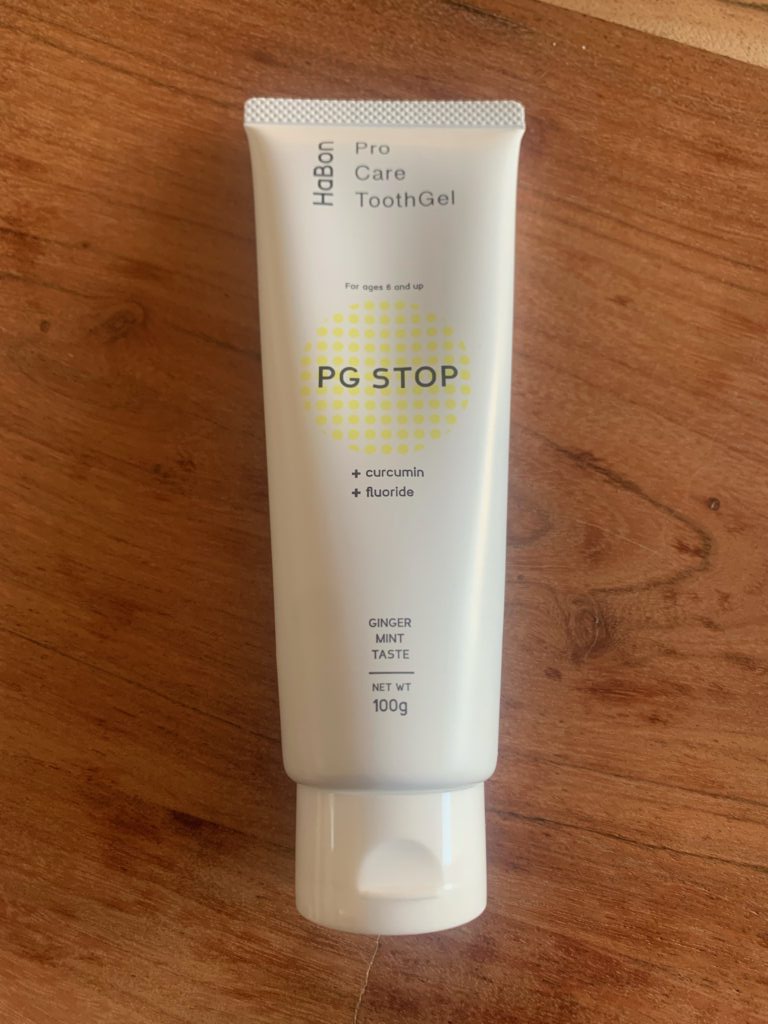 HaBon
Pro
Care
ToothGel
For ages 6 and up
PG STOP
+ curcumin
+ fluoride
GINGER
MINT
TASTE
NET WT
100g